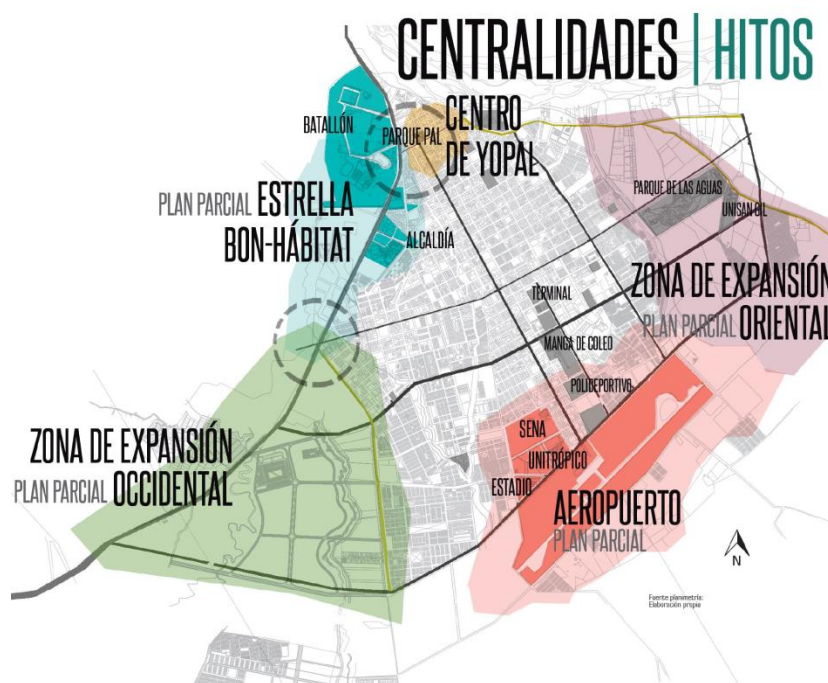 CENTRALIDADES | HITOS
BATALLÓN
PARQUE PAL
CENTRO
DE YOPAL
PLAN PARCIAL ESTRELLA
BON-HÁBITAT
ALCALDÍA
PARQUE DE LAS AGUAS
UNISAN GIL
TERMINAL
ZONA DE EXPANSIÓN
PLAN PARCIAL ORIENTAL
MANGA DE COLEO
POLIDEPORTIVO
ZONA DE EXPANSIÓN
PLAN PARCIAL OCCIDENTAL
SENA
UNITRÓPICO
ESTADIO
AEROPUERTO
PLAN PARCIAL
N
Fuente planimetría:
Elaboración propia